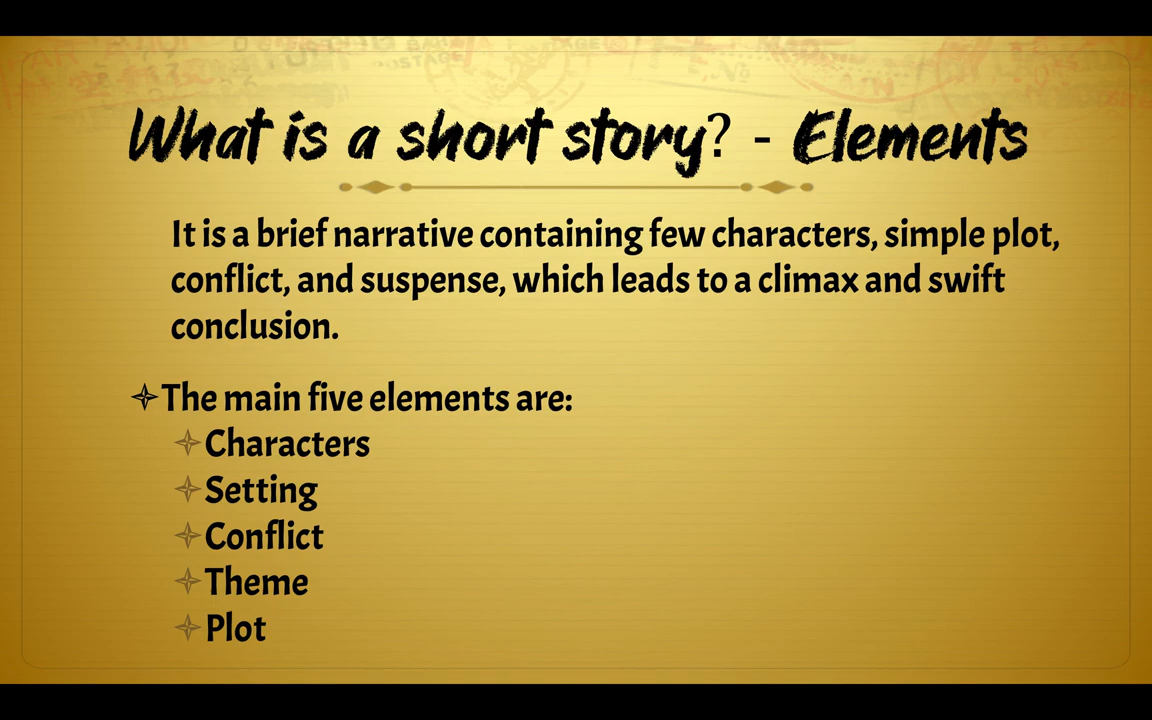 What is a short story? - Elements
It is a brief narrative containing few characters, simple plot,
conflict, and suspense, which leads to a climax and swift
conclusion.
The main five elements are:
Characters
Setting
Conflict
Theme
Plot